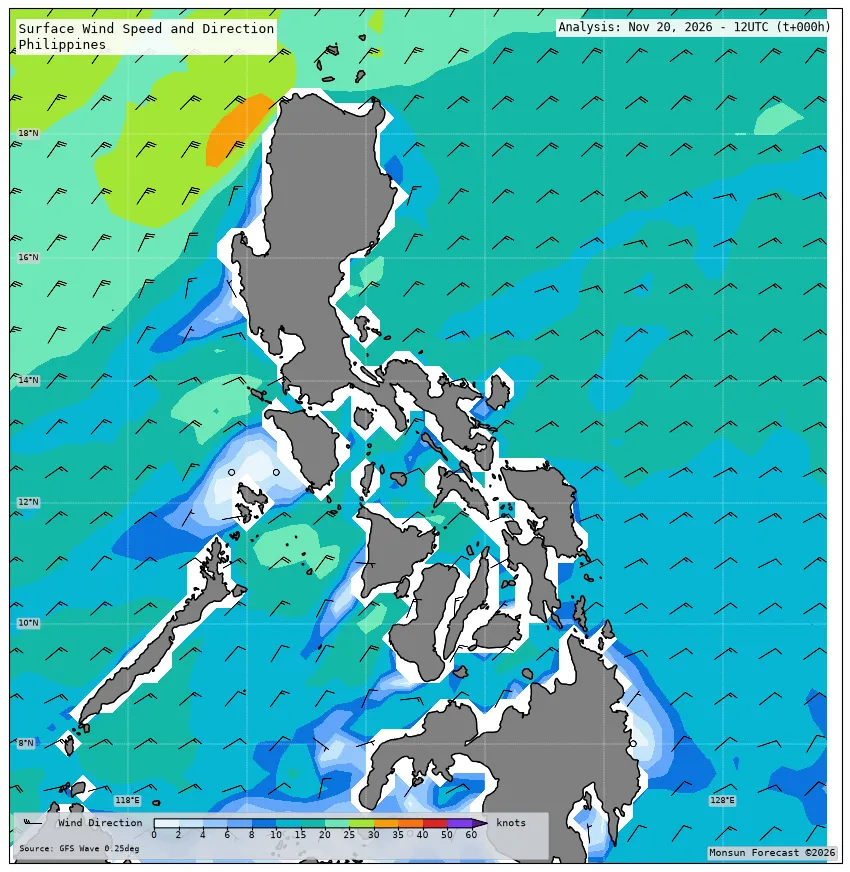 Surface Wind Speed and Direction
Philippines
Analysis: Nov 20, 2026 - 12UTC (t+000h)
18°N
16°N
14°N
12°N
10°N
8°N
118°E
128°E
Wind Direction
knots
0 2 4 6 8 10 15 20 25 30 35 40 50 60
Source: GFS Wave 0.25deg
Monsun Forecast ©2026